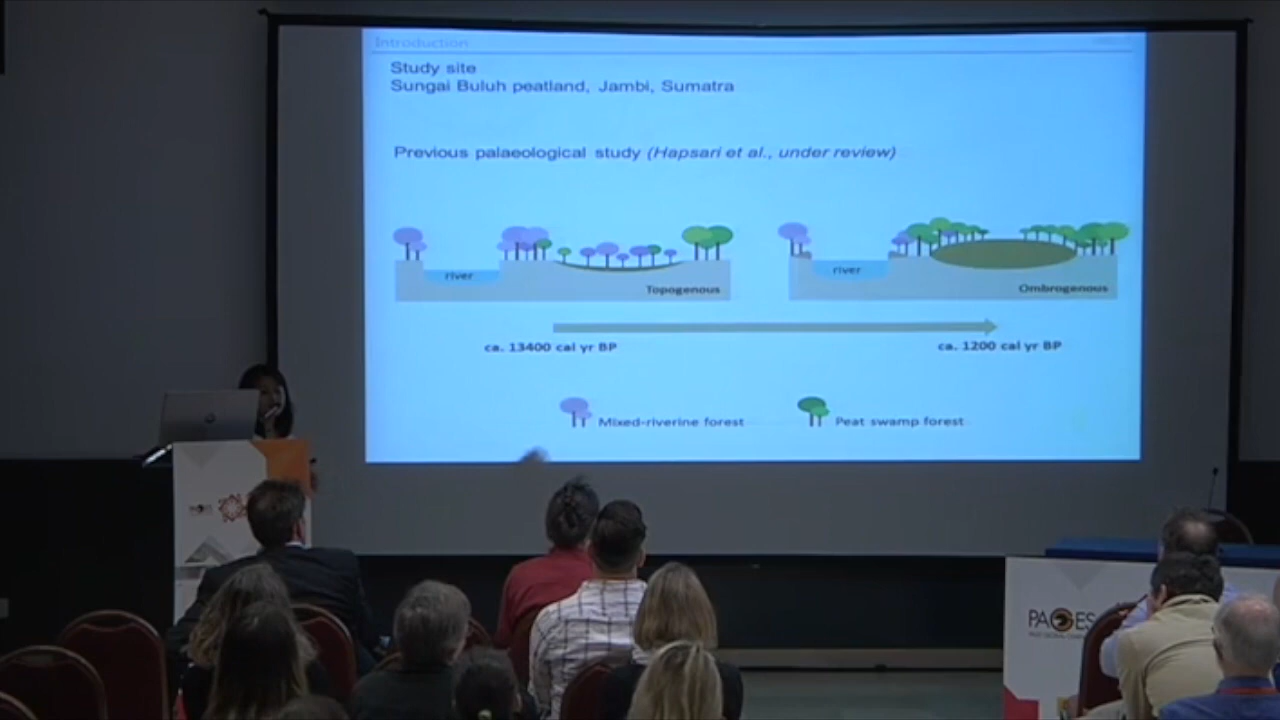 Introduction
Study site
Sungai Buluh peatland, Jambi, Sumatra
Previous palaeological study (Hapsari et al., under review)
river
Topogenous
river
Ombrogenous
ca. 13400 cal yr BP
ca. 1200 cal yr BP
Mixed-riverine forest
Peat swamp forest
PAGES